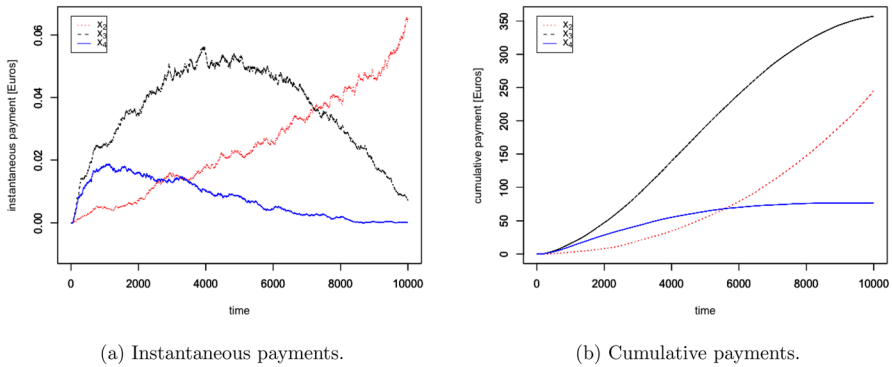 instantaneous payment [Euros]
0.06
0.04
0.02
0.00
X2
X3
X4
0 2000 4000 6000 8000 10000
time
(a) Instantaneous payments.
cumulative payment [Euros]
350
300
250
200
150
100
50
0
X2
X3
X4
0 2000 4000 6000 8000 10000
time
(b) Cumulative payments.